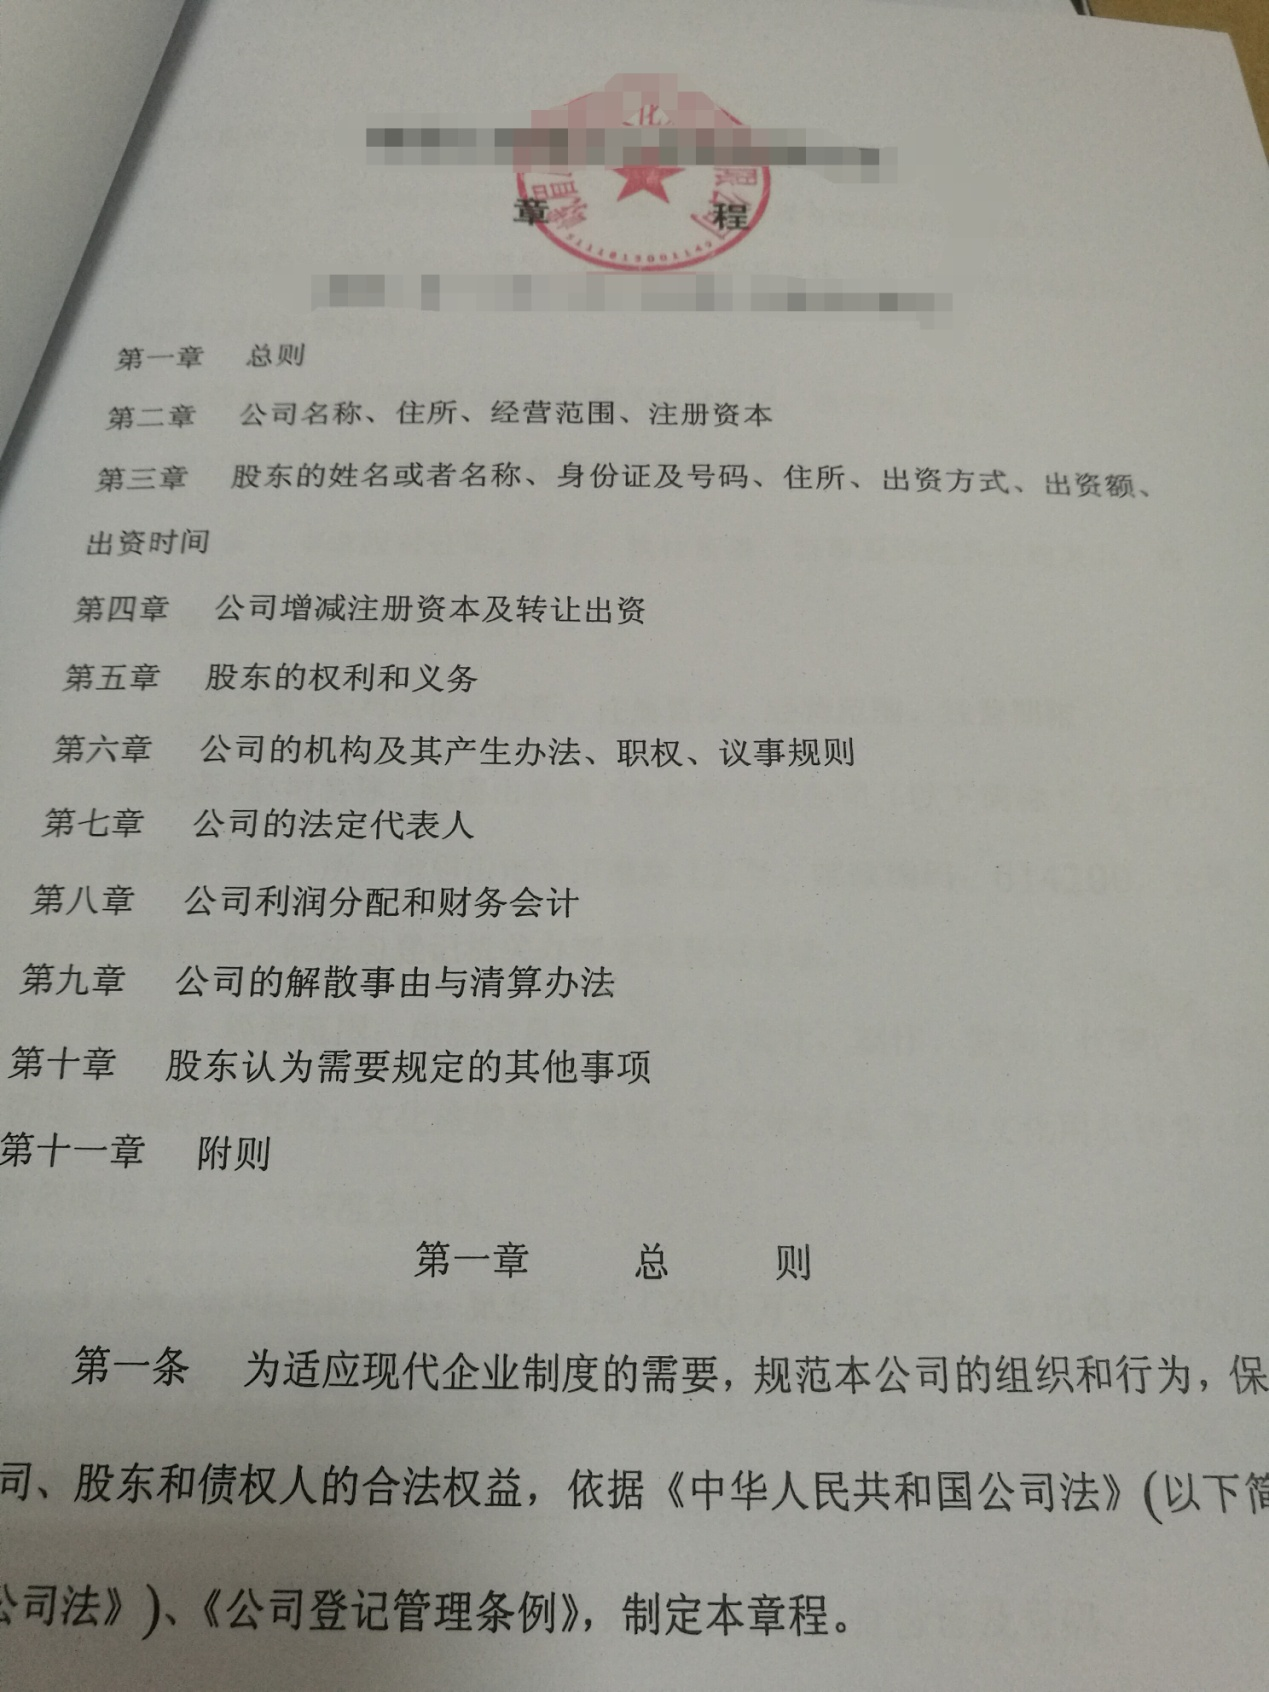 章 程
第一章 总则
第二章 公司名称、住所、经营范围、注册资本
第三章 股东的姓名或者名称、身份证及号码、住所、出资方式、出资额、
出资时间
第四章 公司增减注册资本及转让出资
第五章 股东的权利和义务
第六章 公司的机构及其产生办法、职权、议事规则
第七章 公司的法定代表人
第八章 公司利润分配和财务会计
第九章 公司的解散事由与清算办法
第十章 股东认为需要规定的其他事项
第十一章 附则
第一章 总 则
第一条 为适应现代企业制度的需要，规范本公司的组织和行为，保
司、股东和债权人的合法权益，依据《中华人民共和国公司法》(以下简
公司法》)、《公司登记管理条例》，制定本章程。